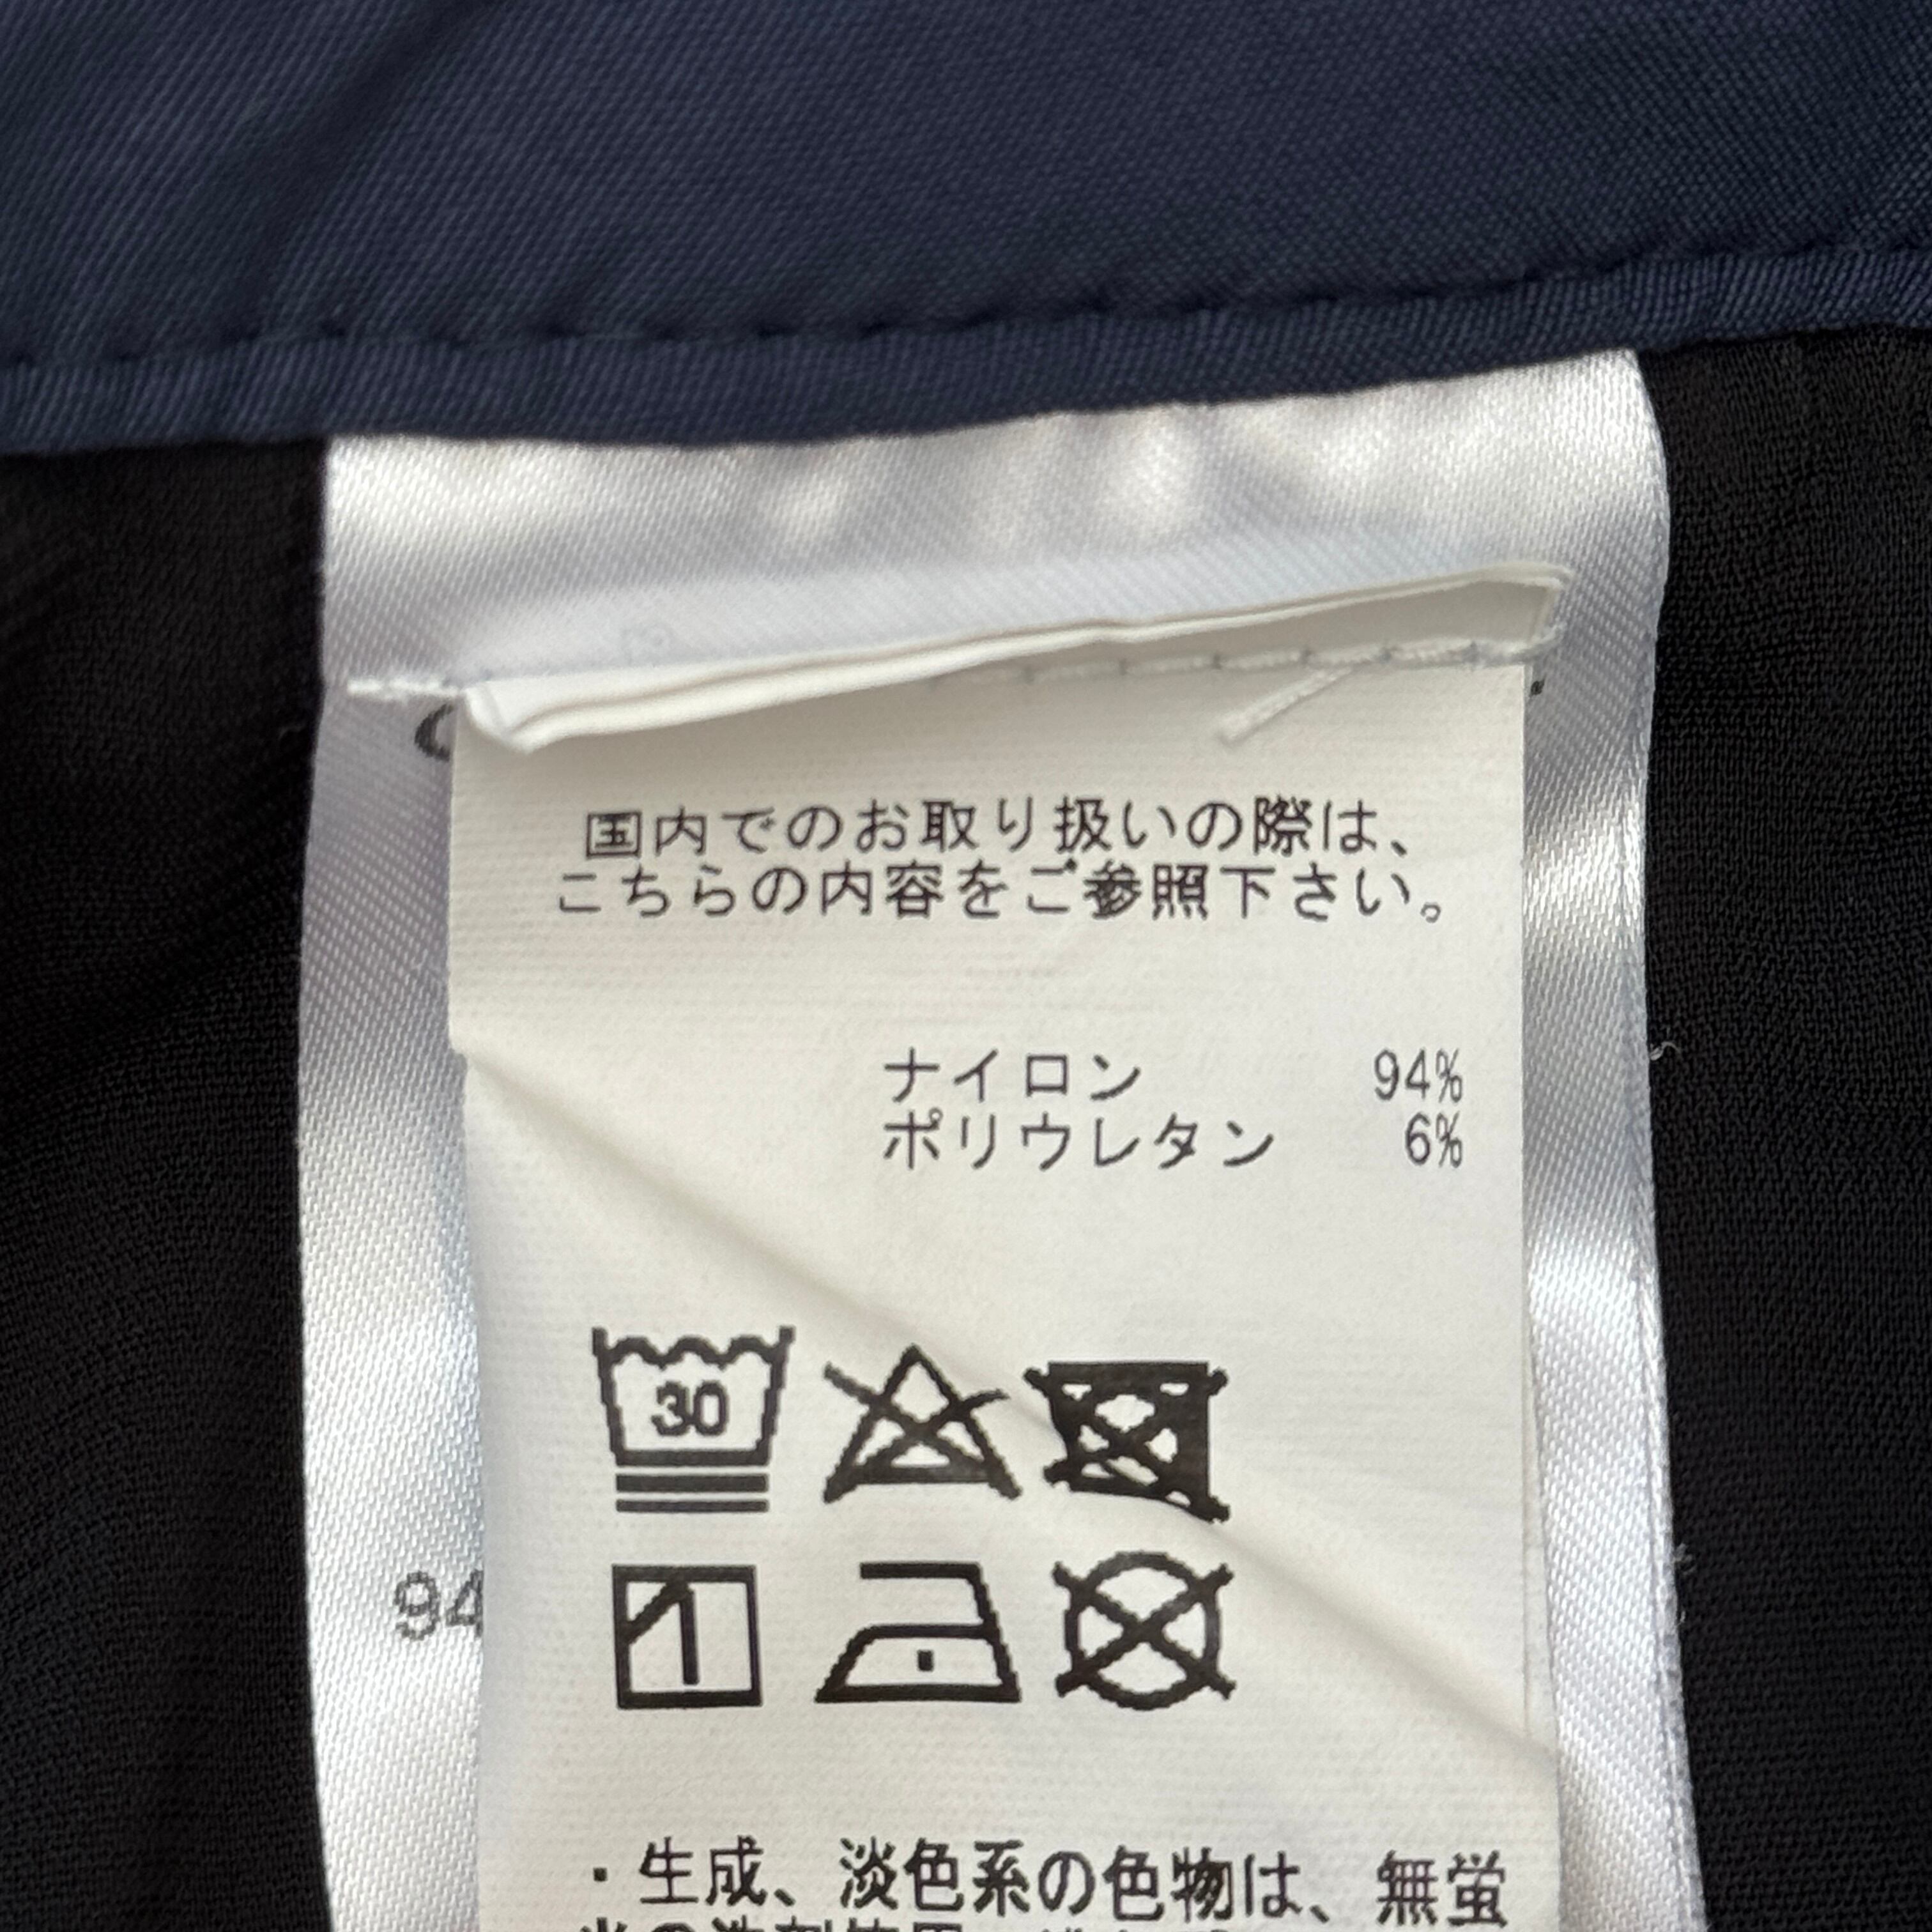 国内でのお取り扱いの際は、
こちらの内容をご参照下さい。
ナイロン 94%
ポリウレタン 6%
30
94
・生成、淡色系の色物は、無蛍